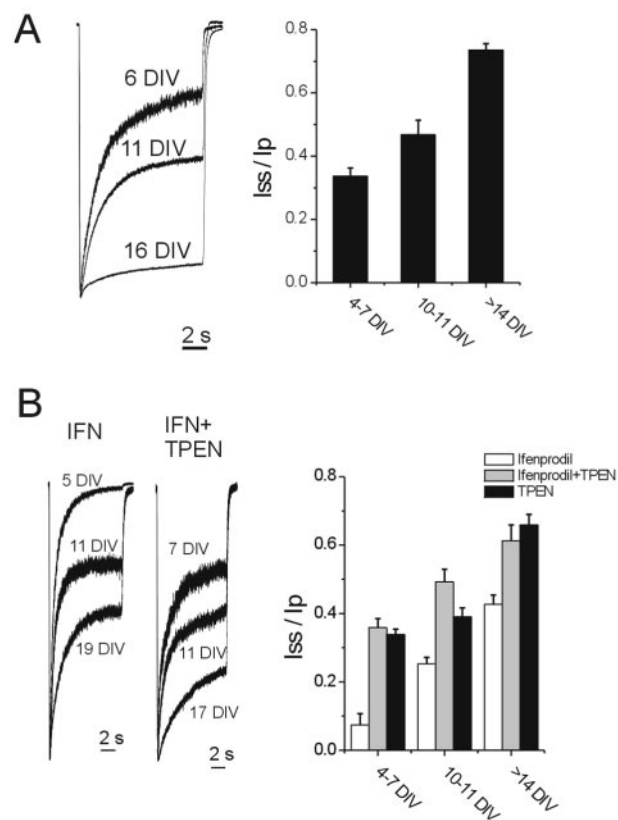 A
6 DIV
11 DIV
16 DIV
2 s
Iss / Ip
0.8
0.6
0.4
0.2
0.0
4-7 DIV
10-11 DIV
>14 DIV
B
IFN
5 DIV
11 DIV
19 DIV
2 s
IFN+
TPEN
7 DIV
11 DIV
17 DIV
2 s
Ifenprodil
Ifenprodil+TPEN
TPEN
Iss / Ip
0.8
0.6
0.4
0.2
0.0
4-7 DIV
10-11 DIV
>14 DIV